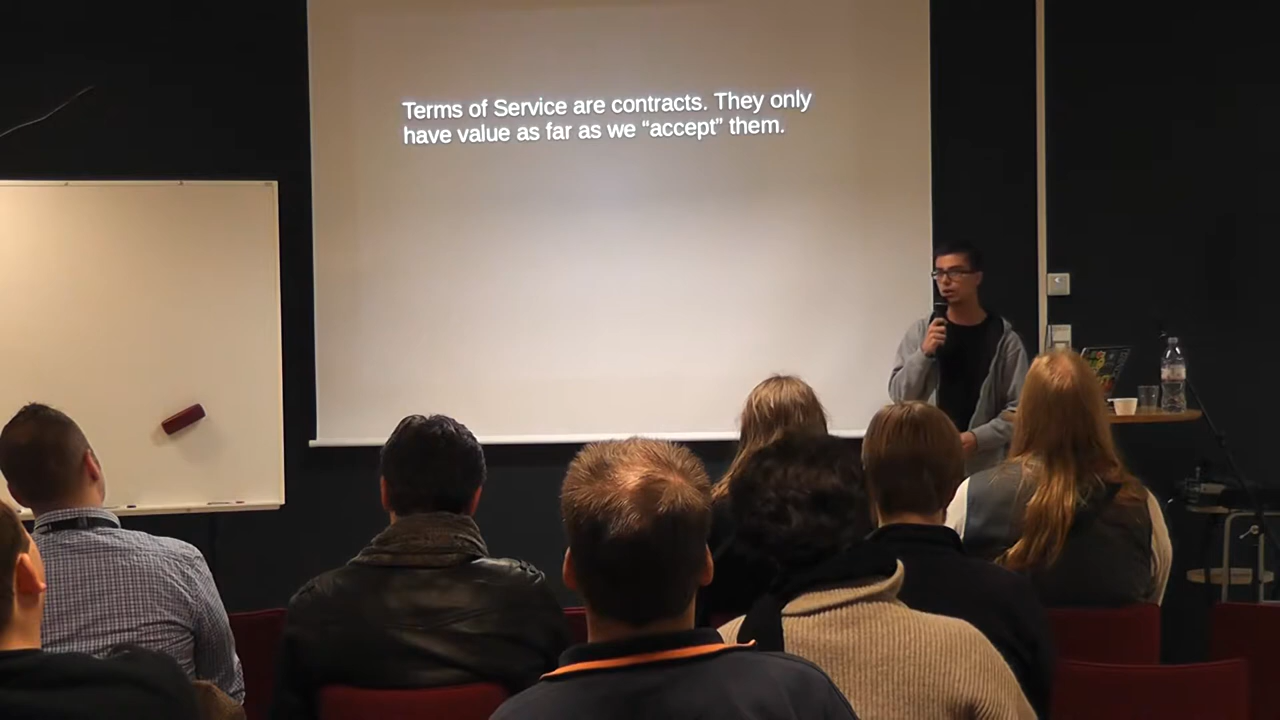 Terms of Service are contracts. They only
have value as far as we “accept” them.